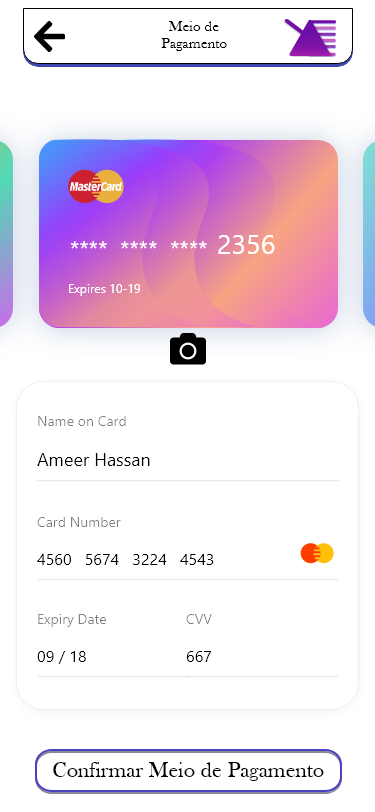 Meio de
Pagamento
MasterCard
**** **** **** 2356
Expires 10-19
Name on Card
Ameer Hassan
Card Number
4560 5674 3224 4543
Expiry Date CVV
09 / 18 667
Confirmar Meio de Pagamento